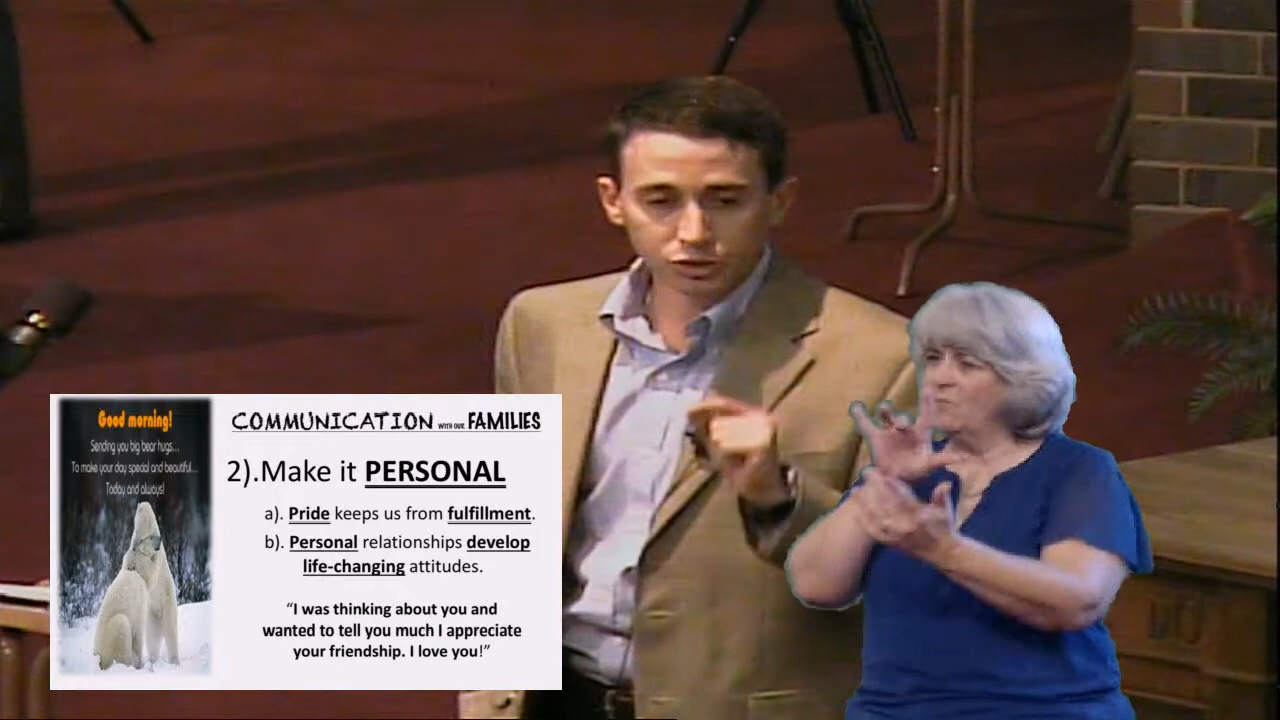 Good morning!
Sending you big bear hugs...
To make your day special and beautiful...
Today and always!
COMMUNICATION WITH OUR FAMILIES
2).Make it PERSONAL
a). Pride keeps us from fulfillment.
b). Personal relationships develop
life-changing attitudes.
“I was thinking about you and
wanted to tell you much I appreciate
your friendship. I love you!”